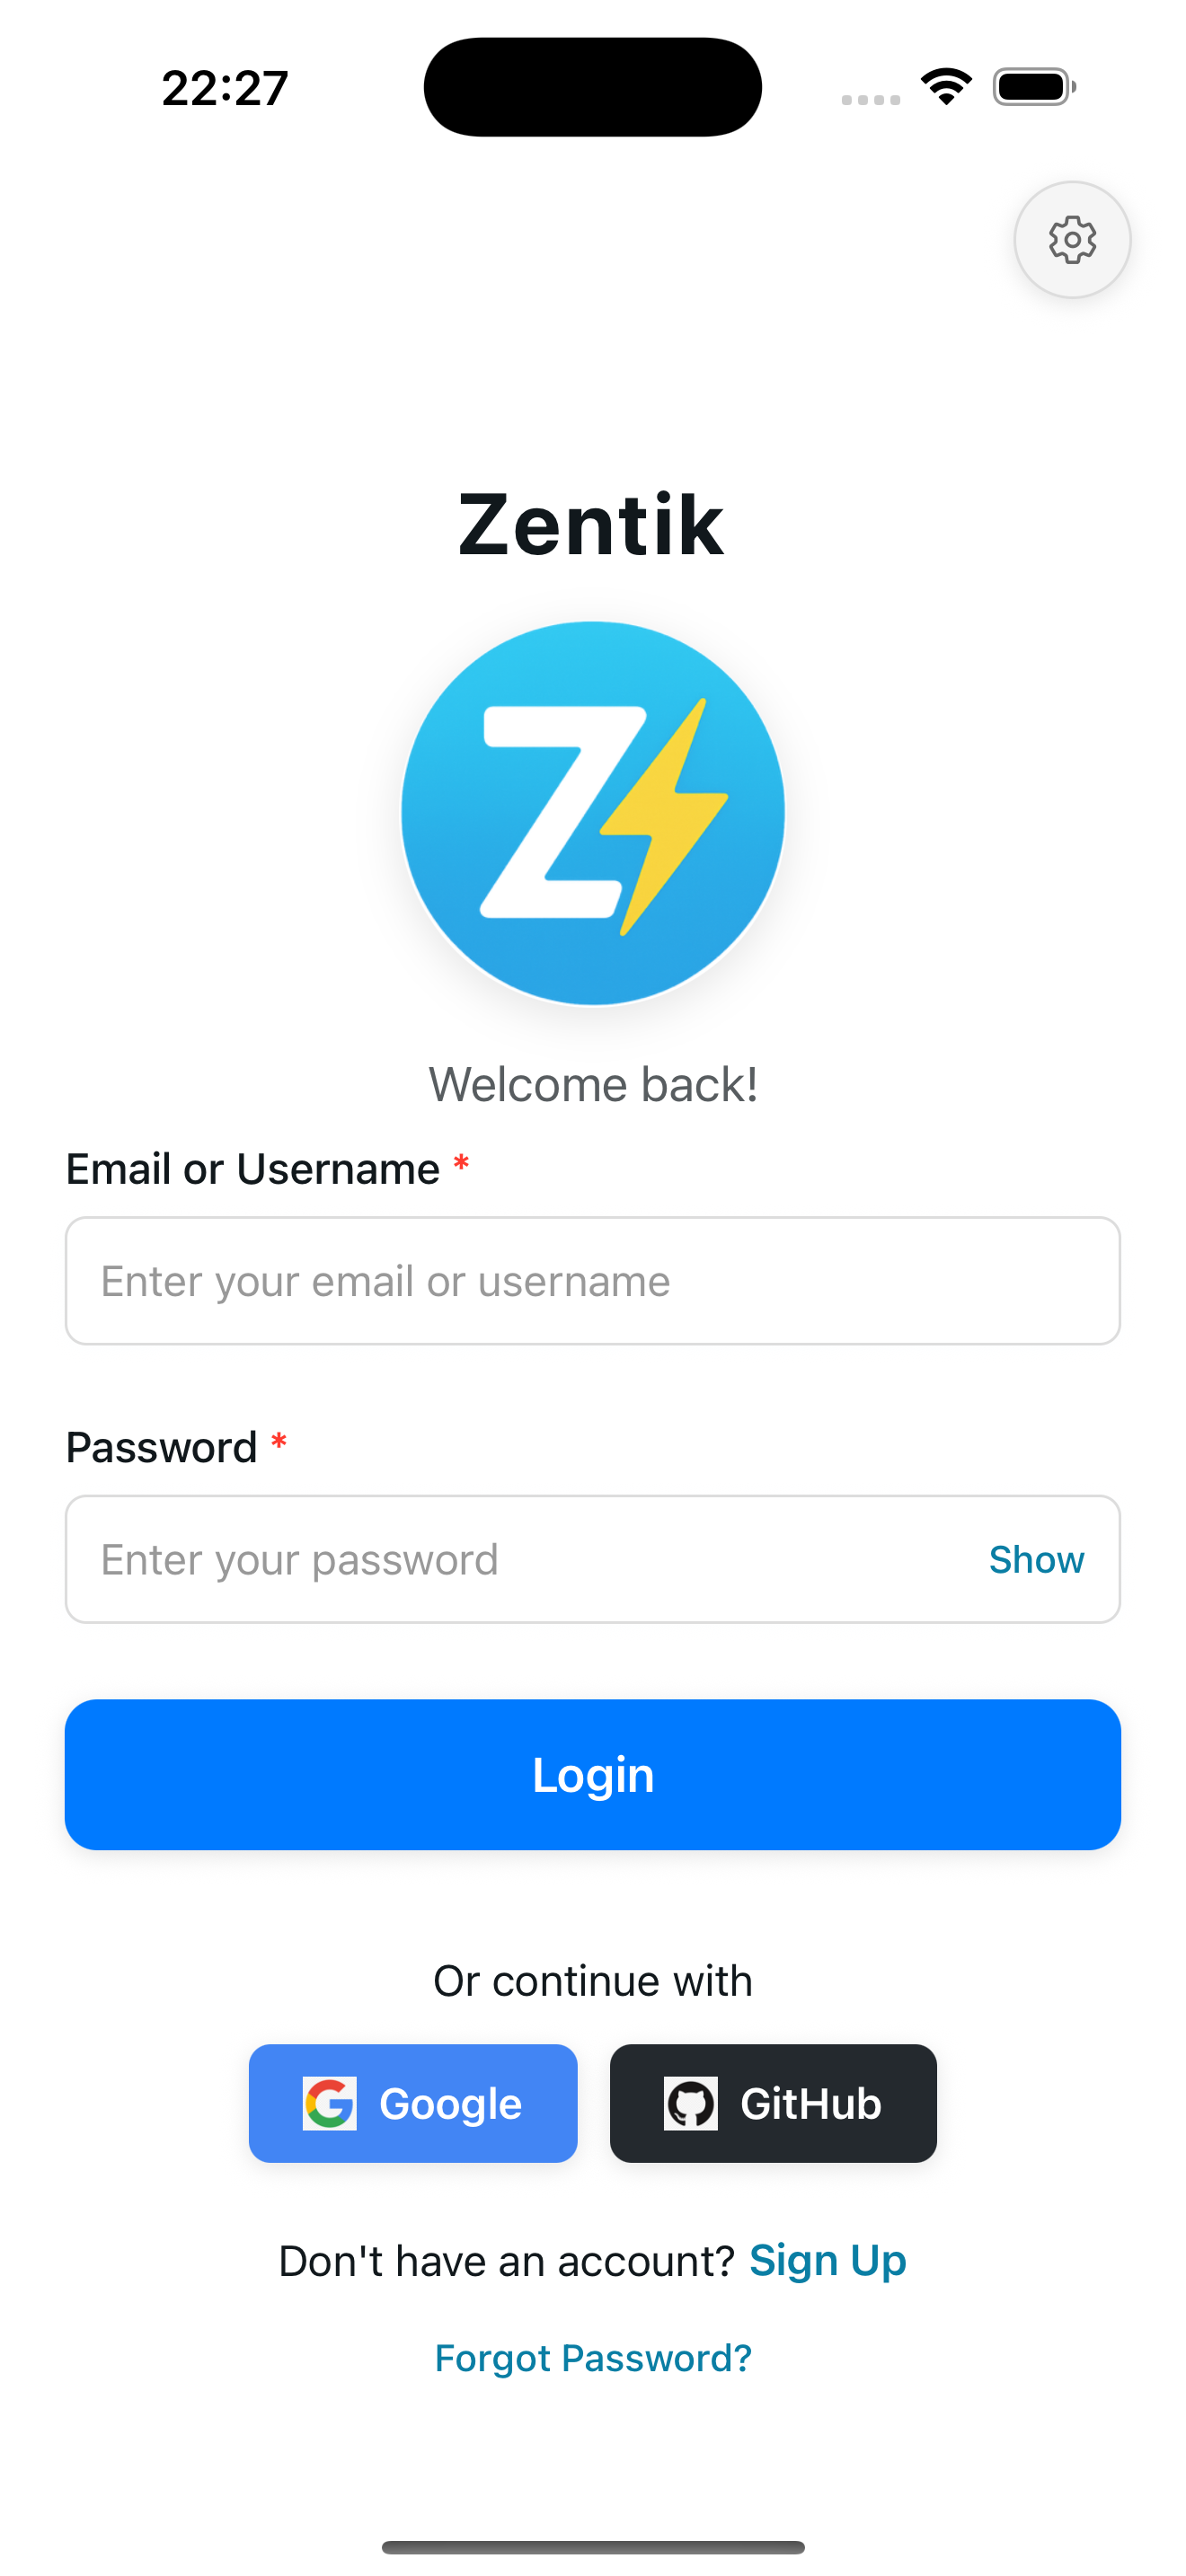 22:27
Zentik
Z
Welcome back!
Email or Username *
Enter your email or username
Password *
Enter your password
Show
Login
Or continue with
Google
GitHub
Don't have an account? Sign Up
Forgot Password?